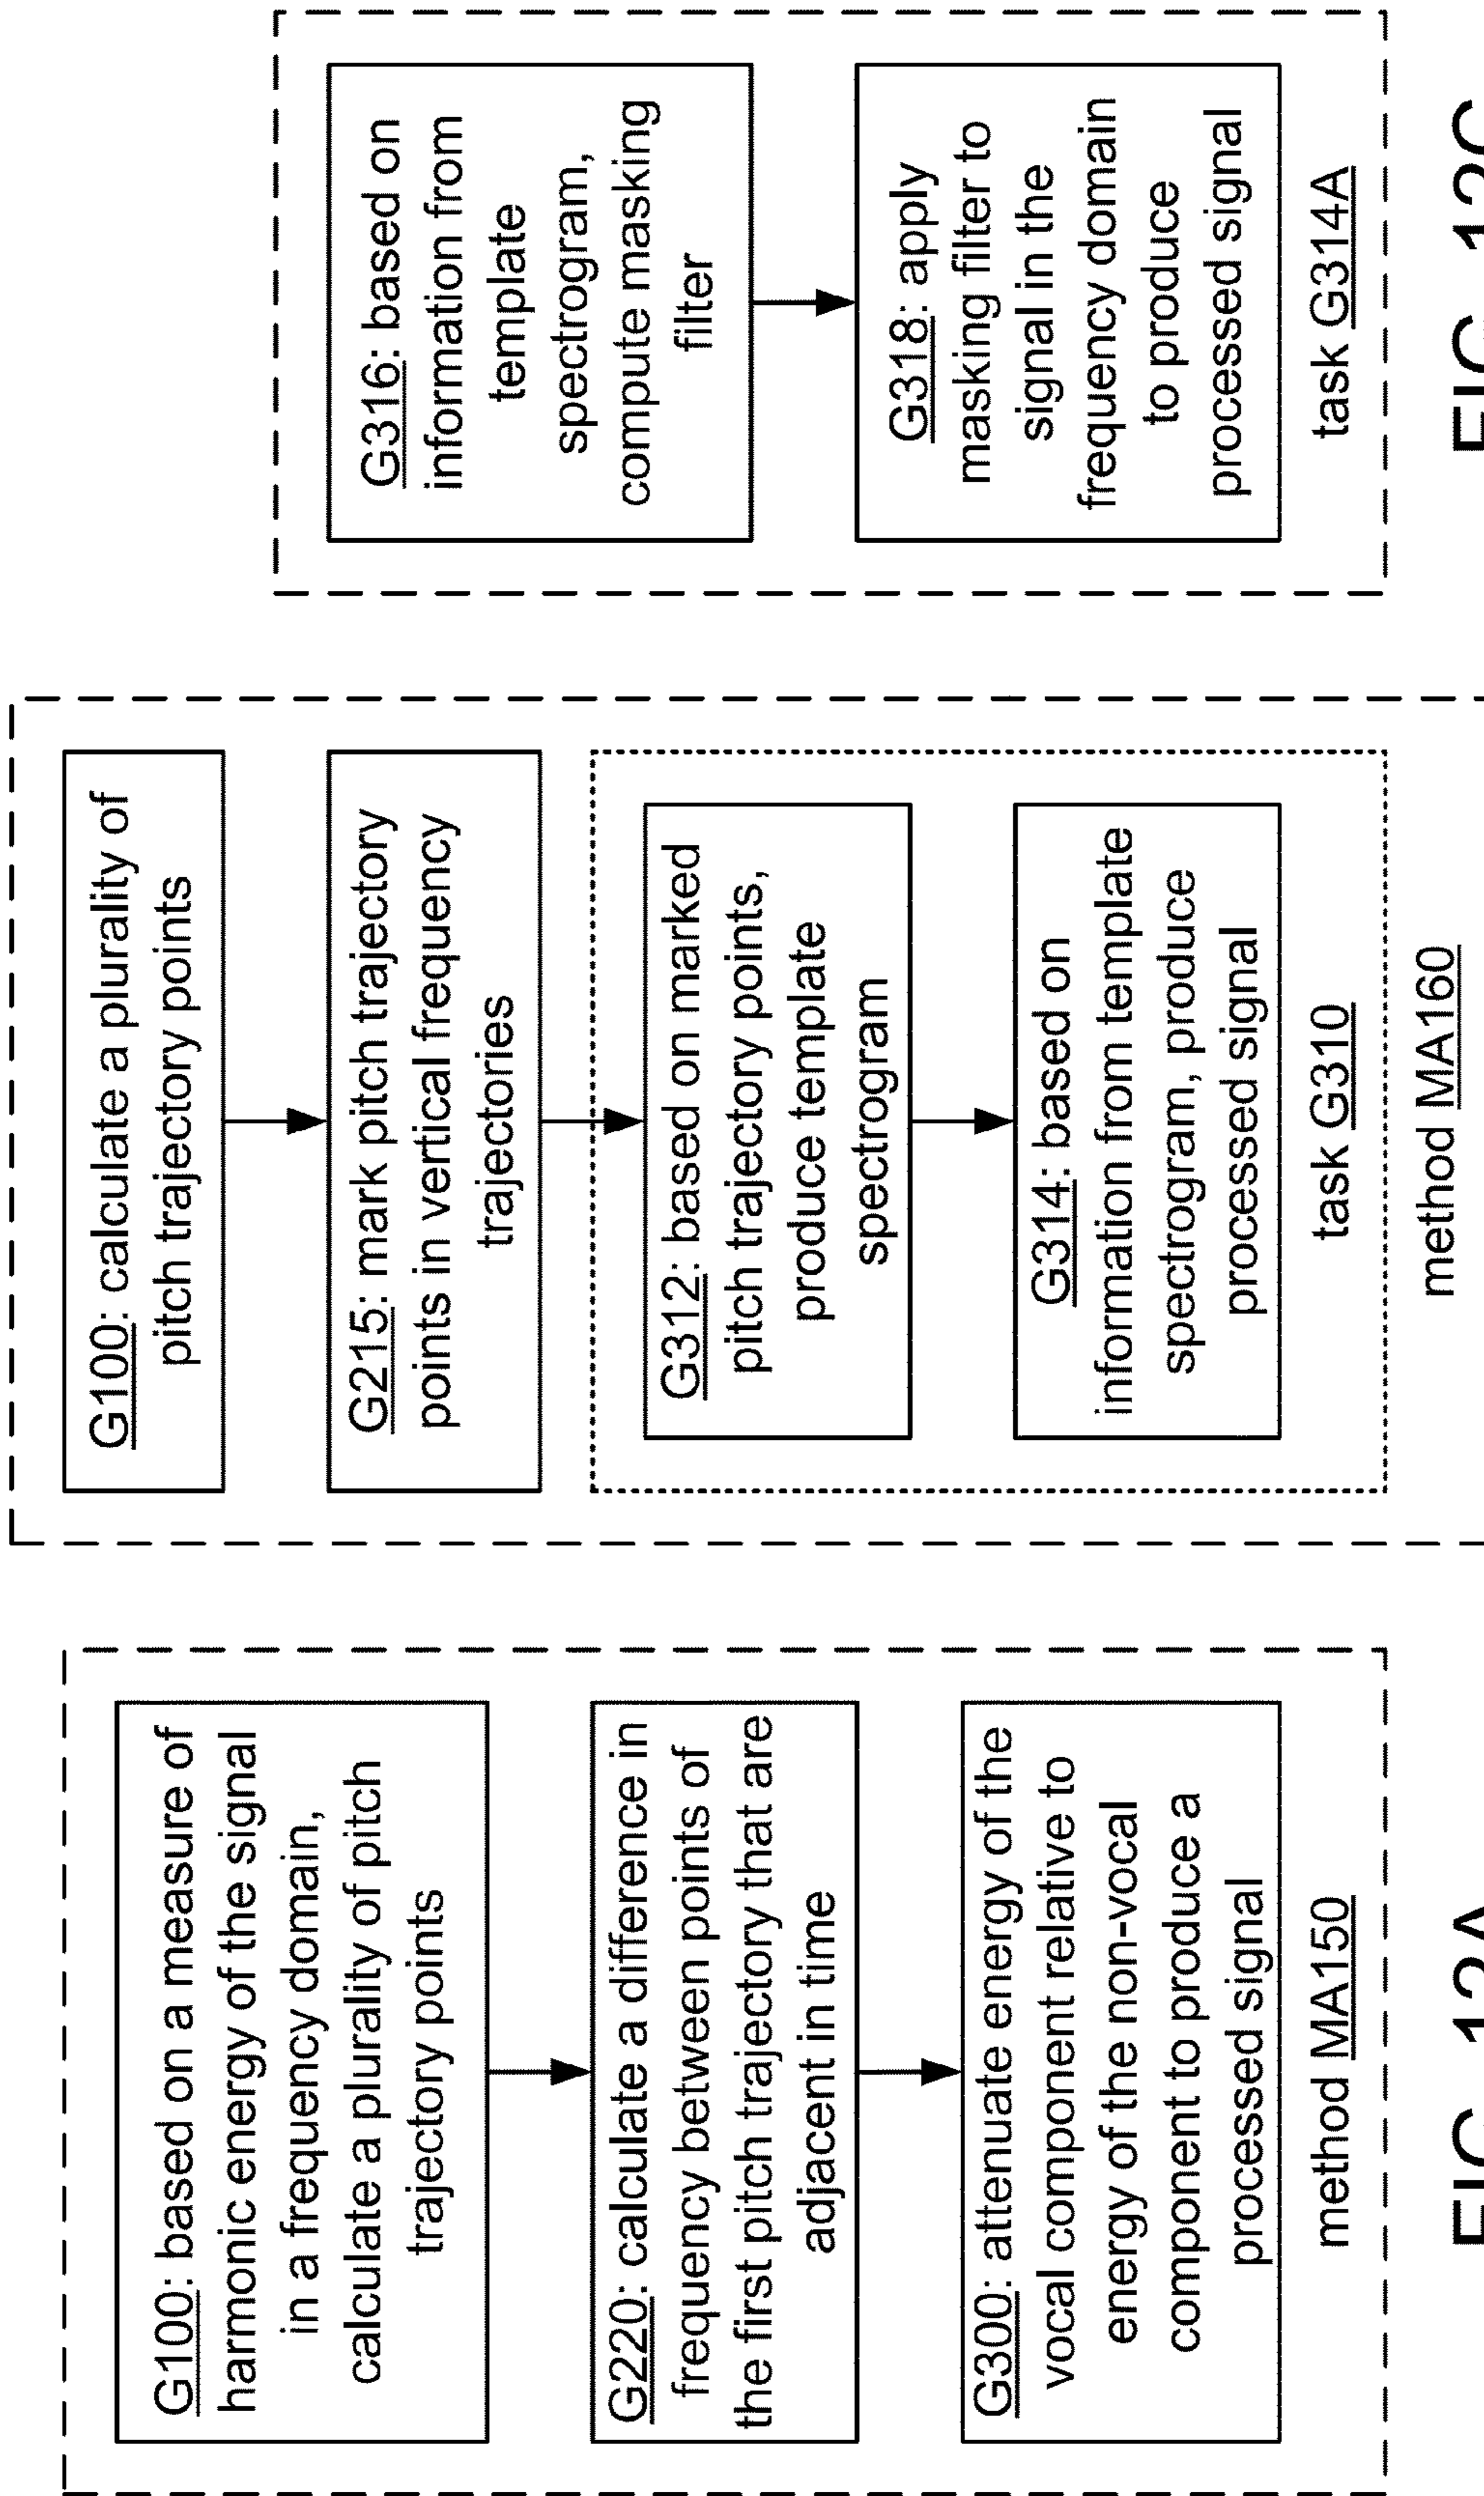 G100: based on a measure of
harmonic energy of the signal
in a frequency domain,
calculate a plurality of pitch
trajectory points
G220: calculate a difference in
frequency between points of
the first pitch trajectory that are
adjacent in time
G300: attenuate energy of the
vocal component relative to
energy of the non-vocal
component to produce a
processed signal
method MA150
G100: calculate a plurality of
pitch trajectory points
G215: mark pitch trajectory
points in vertical frequency
trajectories
G312: based on marked
pitch trajectory points,
produce template
spectrogram
G314: based on
information from template
spectrogram, produce
processed signal
task G310
method MA160
G316: based on
information from
template
spectrogram,
compute masking
filter
G318: apply
masking filter to
signal in the
frequency domain
to produce
processed signal
task G314A